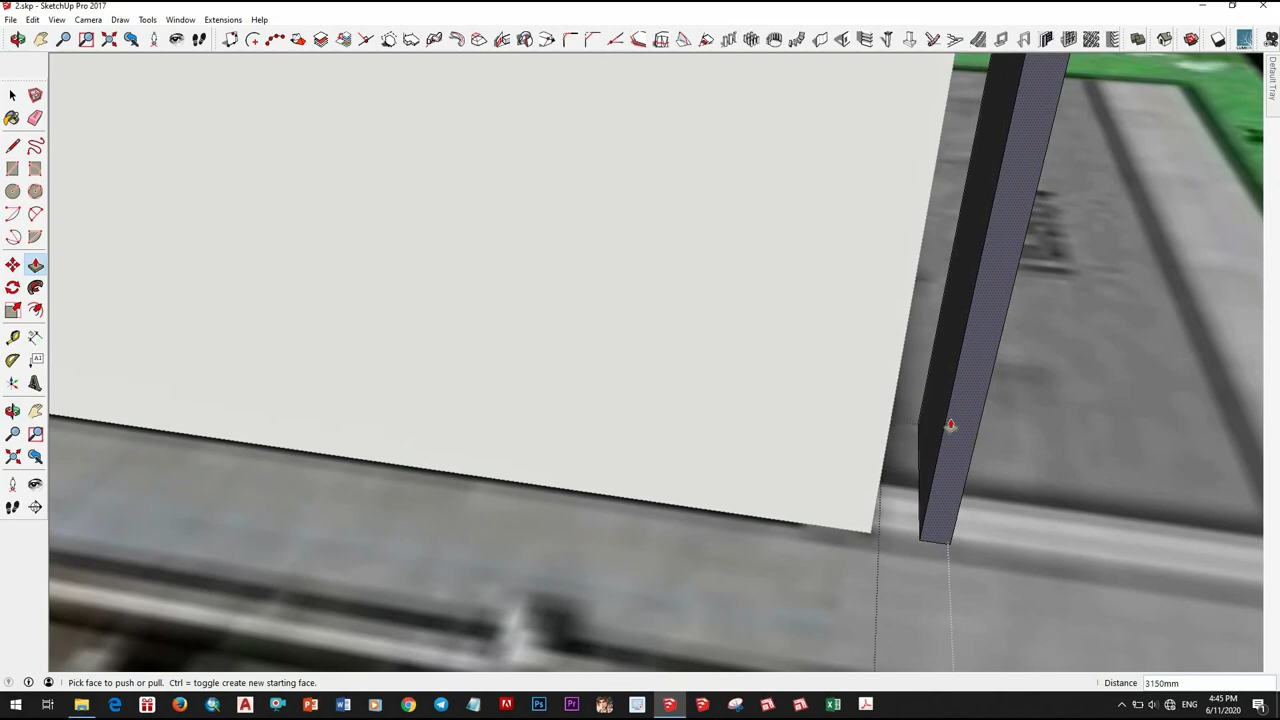 2.skp - SketchUp Pro 2017
File Edit View Camera Draw Tools Window Extensions Help
Default Tray
A1
Pick face to push or pull. Ctrl = toggle create new starting face.
Distance 3150mm
4:45 PM
ENG
6/11/2020